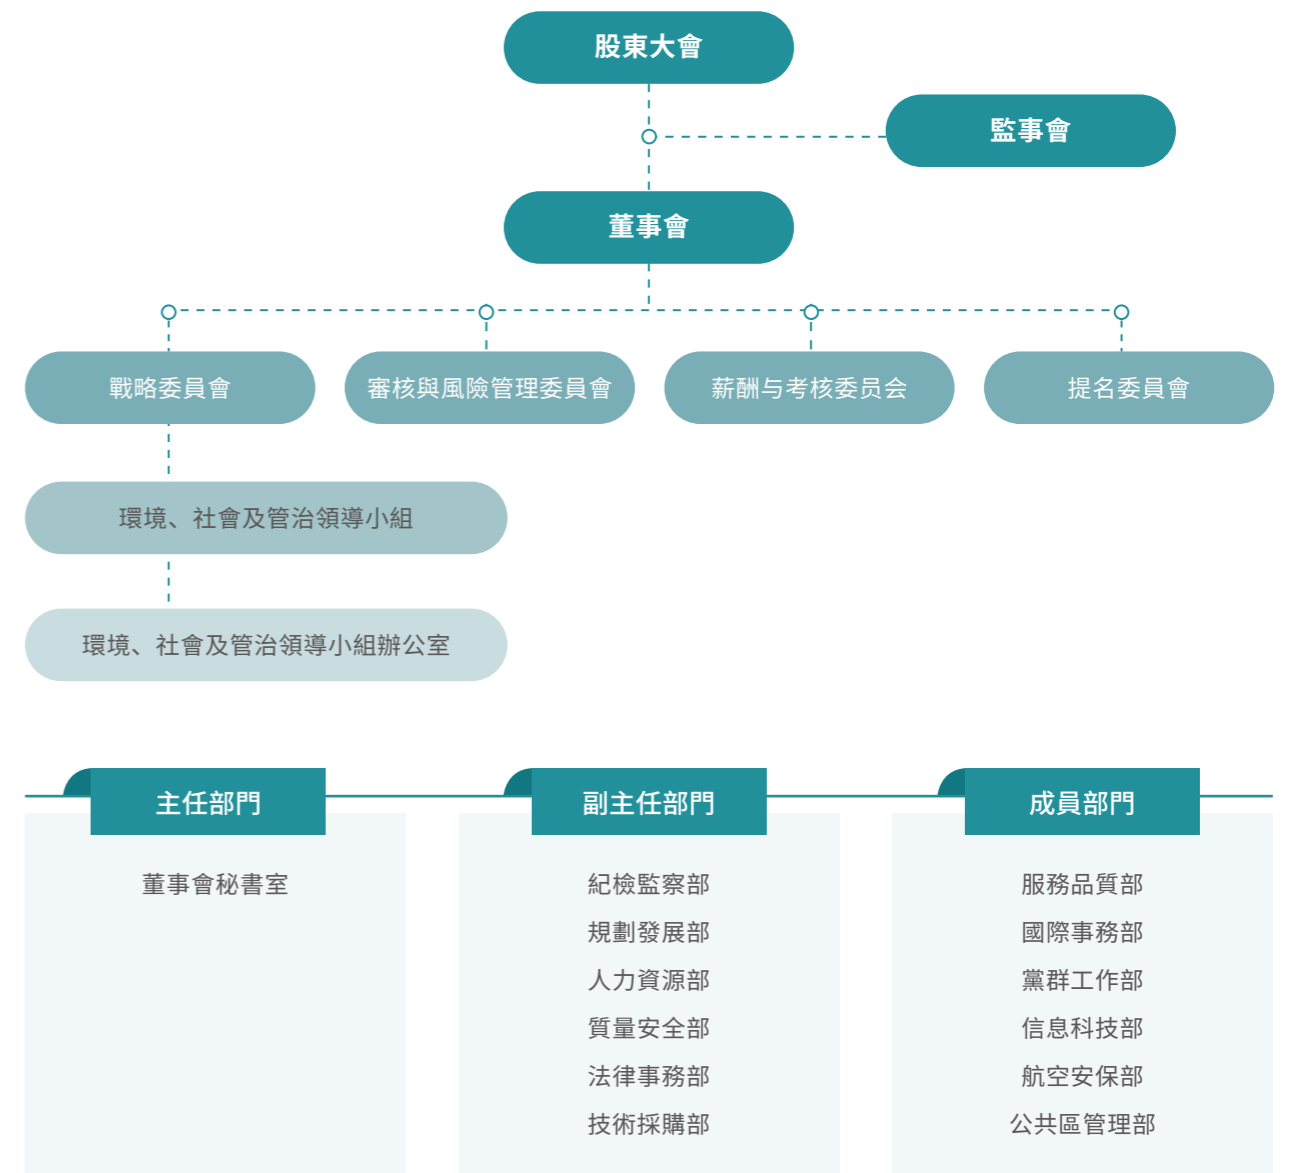 股東大會
監事會
董事會
戰略委員會
審核與風險管理委員會
薪酬与考核委员会
提名委員會
環境、社會及管治領導小組
環境、社會及管治領導小組辦公室
主任部門
董事會秘書室
副主任部門
紀檢監察部
規劃發展部
人力資源部
質量安全部
法律事務部
技術採購部
成員部門
服務品質部
國際事務部
黨群工作部
信息科技部
航空安保部
公共區管理部